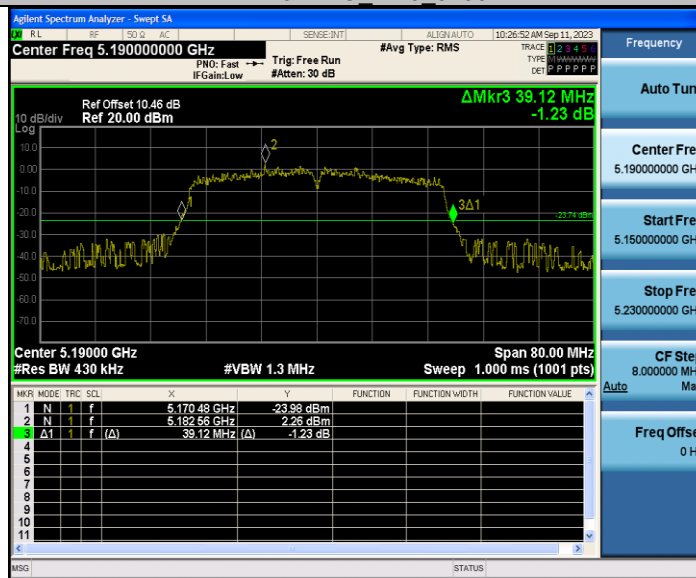 Agilent Spectrum Analyzer - Swept SA
RL RF 50 Ω AC SENSE:INT ALIGN AUTO 10:26:52 AM Sep 11, 2023
Center Freq 5.190000000 GHz
PNO: Fast
IFGain:Low
Trig: Free Run
#Atten: 30 dB
#Avg Type: RMS
TRACE 1 2 3 4 5 6
TYPE M
DET P P P P P P
Frequency
Auto Tun
ΔMkr3 39.12 MHz
-1.23 dB
Ref Offset 10.46 dB
10 dB/div Ref 20.00 dBm
Log
10.0
0.00
-10.0
-20.0
-30.0
-40.0
-50.0
-60.0
-70.0
2
3Δ1
-23.74 dBm
Center 5.19000 GHz Span 80.00 MHz
#Res BW 430 kHz #VBW 1.3 MHz Sweep 1.000 ms (1001 pts)
MKR MODE TRC SCL X Y FUNCTION FUNCTION WIDTH FUNCTION VALUE
1 N 1 f 5.170 48 GHz -23.98 dBm
2 N 1 f 5.182 56 GHz 2.26 dBm
3 Δ1 1 f (Δ) 39.12 MHz (Δ) -1.23 dB
4
5
6
7
8
9
10
11
MSG STATUS
Center Fre
5.190000000 GH
Start Fre
5.150000000 GH
Stop Fre
5.230000000 GH
CF Ste
8.000000 MH
Auto Ma
Freq Offse
0 H